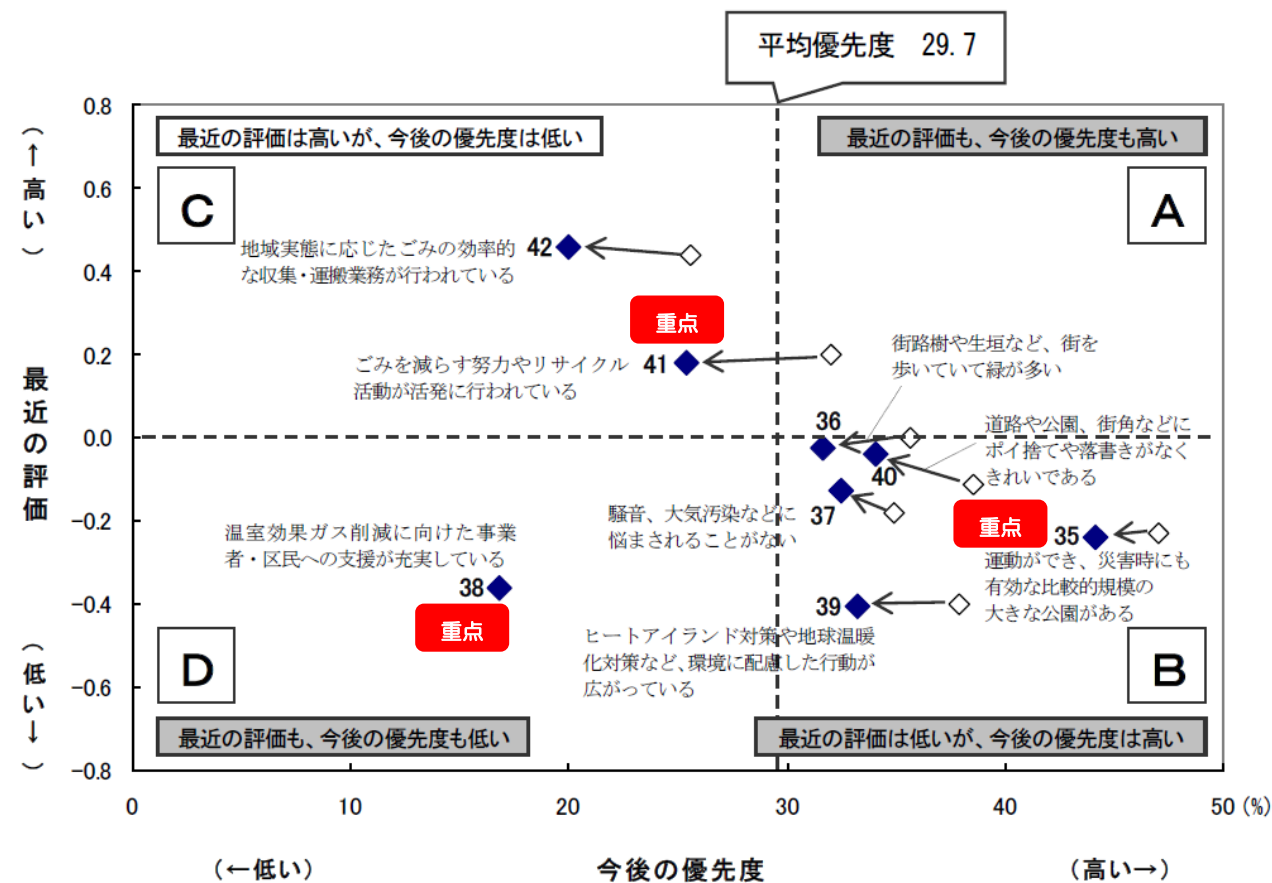 平均優先度　29.7
(↑高い)
最近の評価
(低い↓)
0.8
0.6
0.4
0.2
0.0
-0.2
-0.4
-0.6
-0.8
最近の評価は高いが、今後の優先度は低い
最近の評価も、今後の優先度も高い
C
A
地域実態に応じたごみの効率的
な収集・運搬業務が行われている
42
重点
ごみを減らす努力やリサイクル
活動が活発に行われている
41
街路樹や生垣など、街を
歩いていて緑が多い
36
道路や公園、街角などに
ポイ捨てや落書きがなく
きれいである
40
騒音、大気汚染などに
悩まされることがない
37
重点
35
運動ができ、災害時にも
有効な比較的規模の
大きな公園がある
温室効果ガス削減に向けた事業
者・区民への支援が充実している
38
重点
39
ヒートアイランド対策や地球温暖
化対策など、環境に配慮した行動が
広がっている
D
B
最近の評価も、今後の優先度も低い
最近の評価は低いが、今後の優先度は高い
0
10
20
30
40
50 (%)
(←低い)
今後の優先度
(高い→)